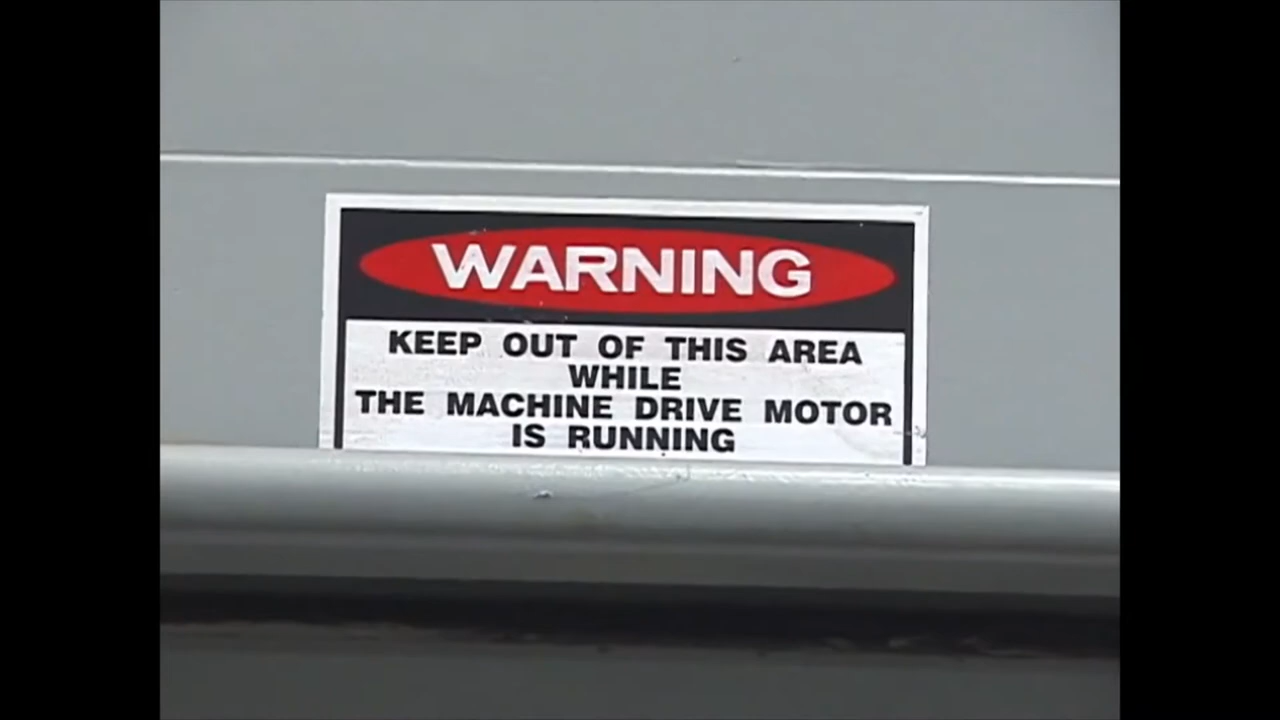 WARNING
KEEP OUT OF THIS AREA
WHILE
THE MACHINE DRIVE MOTOR
IS RUNNING